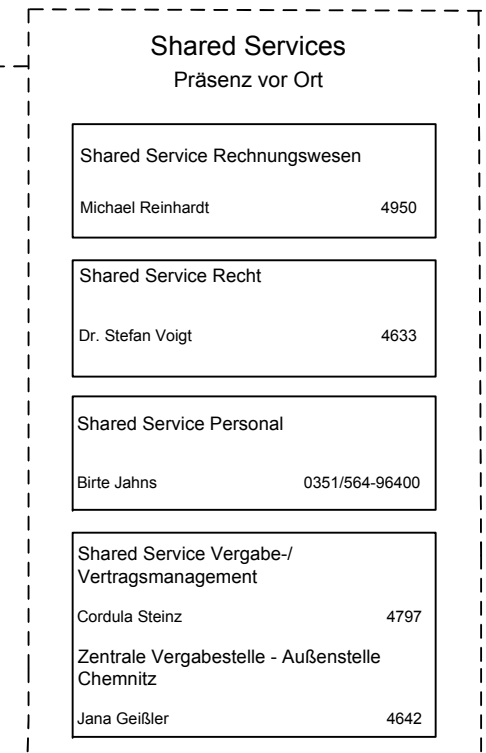 Shared Services
Präsenz vor Ort
Shared Service Rechnungswesen
Michael Reinhardt 4950
Shared Service Recht
Dr. Stefan Voigt 4633
Shared Service Personal
Birte Jahns 0351/564-96400
Shared Service Vergabe-/
Vertragsmanagement
Cordula Steinz 4797
Zentrale Vergabestelle - Außenstelle
Chemnitz
Jana Geißler 4642